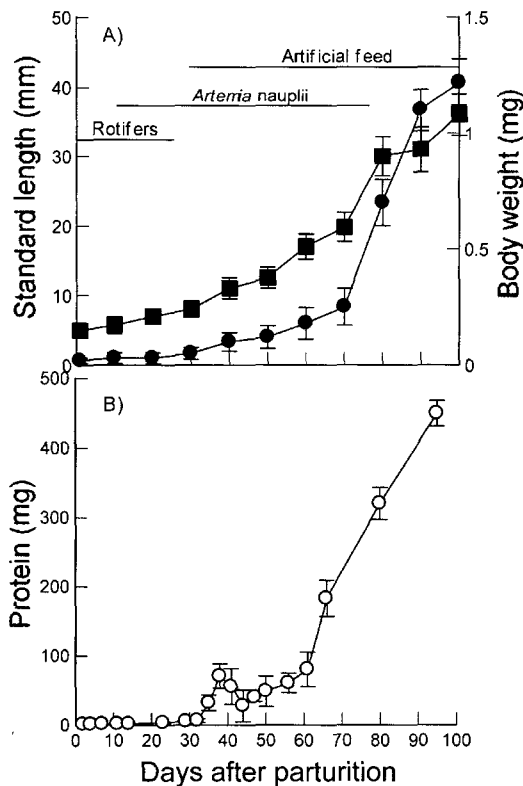 A)
Standard length (mm)
50
40
30
20
10
0
Artificial feed
Artemia nauplii
Rotifers
1.5
1
0.5
0
Body weight (mg)
B)
Protein (mg)
500
400
300
200
100
0
0 10 20 30 40 50 60 70 80 90 100
Days after parturition